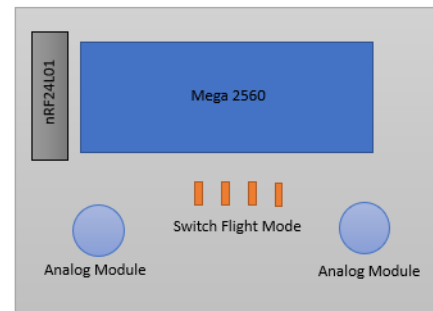 nRF24L01
Mega 2560
Switch Flight Mode
Analog Module
Analog Module